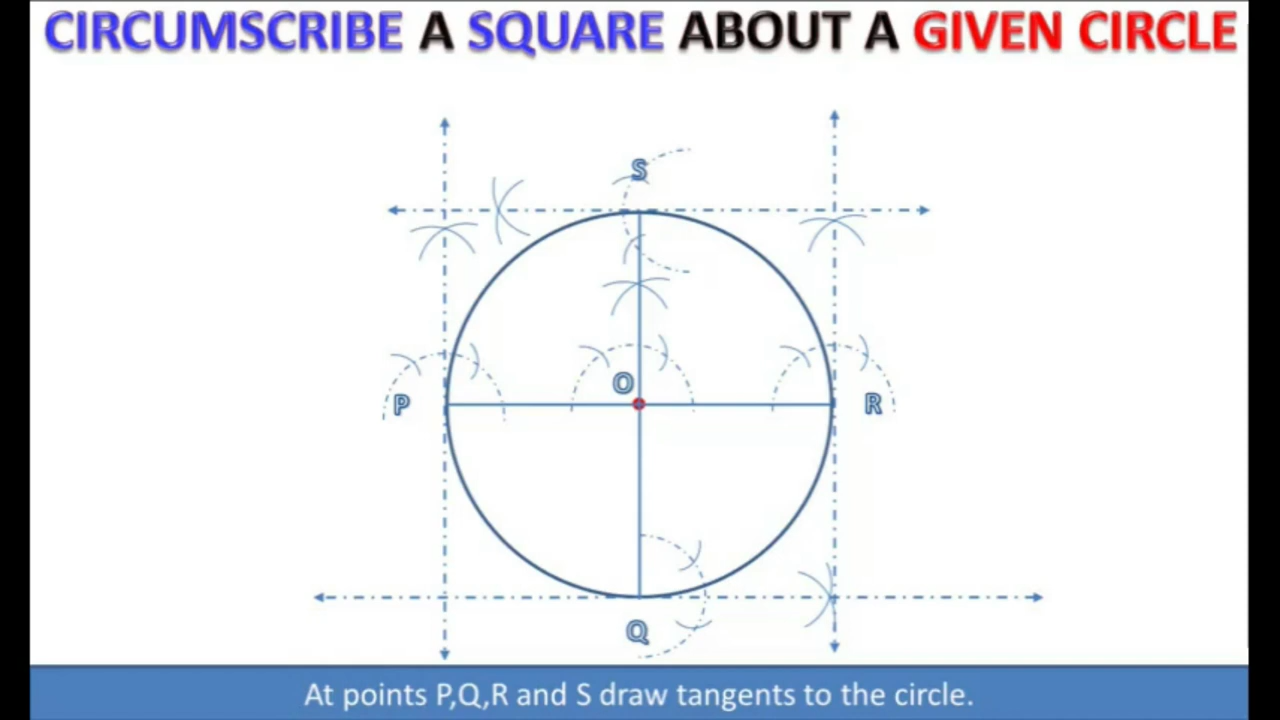 CIRCUMSCRIBE A SQUARE ABOUT A GIVEN CIRCLE
S
O
P
R
Q
At points P,Q,R and S draw tangents to the circle.